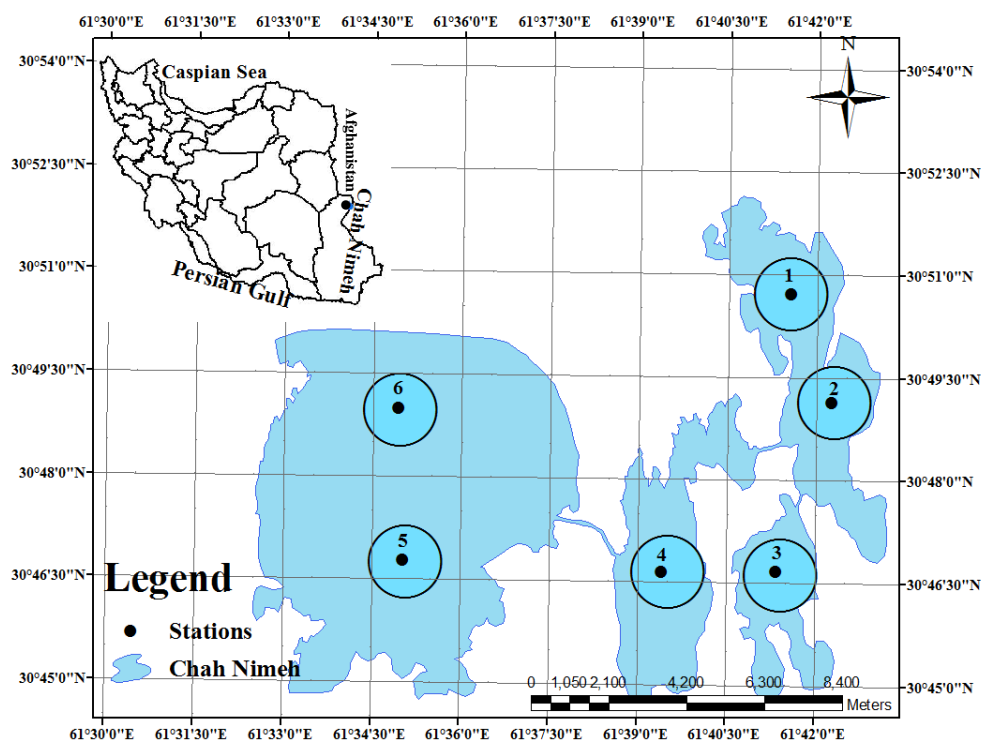 61°30'0"E 61°31'30"E 61°33'0"E 61°34'30"E 61°36'0"E 61°37'30"E 61°39'0"E 61°40'30"E 61°42'0"E
N
30°54'0"N
30°54'0"N
Caspian Sea
Afghanistan
30°52'30"N
30°52'30"N
Chah Nimeh
30°51'0"N
30°51'0"N
Persian Gulf
1
30°49'30"N
30°49'30"N
6
2
30°48'0"N
30°48'0"N
5
4
3
30°46'30"N
30°46'30"N
Legend
Stations
Chah Nimeh
30°45'0"N
30°45'0"N
0 1,050 2,100 4,200 6,300 8,400
Meters
61°30'0"E 61°31'30"E 61°33'0"E 61°34'30"E 61°36'0"E 61°37'30"E 61°39'0"E 61°40'30"E 61°42'0"E